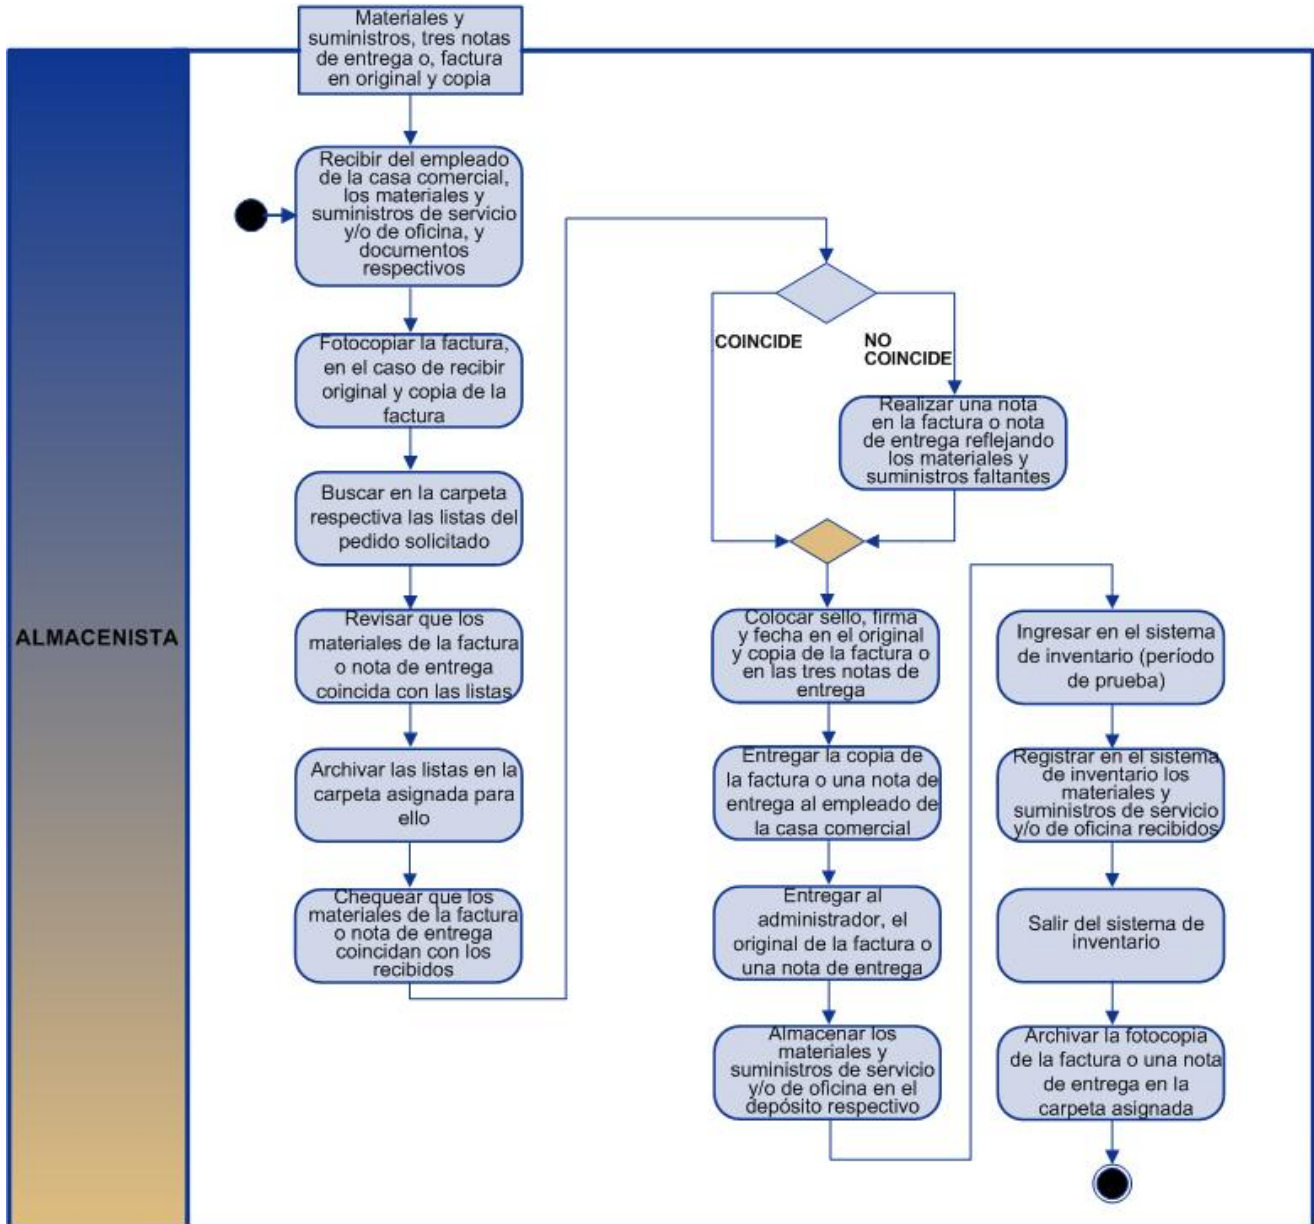 Materiales y
suministros, tres notas
de entrega o, factura
en original y copia
Recibir del empleado
de la casa comercial,
los materiales y
suministros de servicio
y/o de oficina, y
documentos
respectivos
Fotocopiar la factura,
en el caso de recibir
original y copia de la
factura
Buscar en la carpeta
respectiva las listas del
pedido solicitado
ALMACENISTA
Revisar que los
materiales de la factura
o nota de entrega
coincida con las listas
Archivar las listas en la
carpeta asignada para
ello
Chequear que los
materiales de la factura
o nota de entrega
coincidan con los
recibidos
COINCIDE
NO
COINCIDE
Realizar una nota
en la factura o nota
de entrega reflejando
los materiales y
suministros faltantes
Colocar sello, firma
y fecha en el original
y copia de la factura o
en las tres notas de
entrega
Entregar la copia de
la factura o una nota de
entrega al empleado de
la casa comercial
Entregar al
administrador, el
original de la factura o
una nota de entrega
Almacenar los
materiales y
suministros de servicio
y/o de oficina en el
depósito respectivo
Ingresar en el sistema
de inventario (período
de prueba)
Registrar en el sistema
de inventario los
materiales y
suministros de servicio
y/o de oficina recibidos
Salir del sistema de
inventario
Archivar la fotocopia
de la factura o una nota
de entrega en la
carpeta asignada